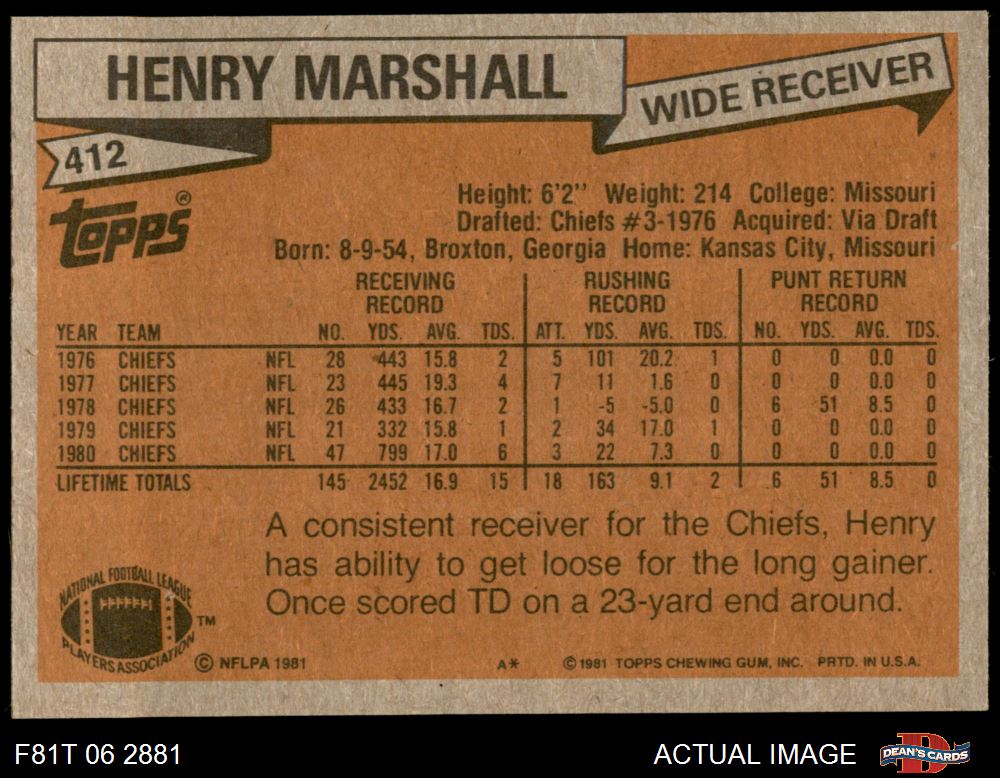 HENRY MARSHALL
WIDE RECEIVER
412
topps®
Height: 6'2" Weight: 214 College: Missouri
Drafted: Chiefs #3-1976 Acquired: Via Draft
Born: 8-9-54, Broxton, Georgia Home: Kansas City, Missouri
RECEIVING RECORD RUSHING RECORD PUNT RETURN RECORD
YEAR TEAM NO. YDS. AVG. TDS. ATT. YDS. AVG. TDS. NO. YDS. AVG. TDS.
1976 CHIEFS NFL 28 443 15.8 2 5 101 20.2 1 0 0 0.0 0
1977 CHIEFS NFL 23 445 19.3 4 7 11 1.6 0 0 0 0.0 0
1978 CHIEFS NFL 26 433 16.7 2 1 -5 -5.0 0 6 51 8.5 0
1979 CHIEFS NFL 21 332 15.8 1 2 34 17.0 1 0 0 0.0 0
1980 CHIEFS NFL 47 799 17.0 6 3 22 7.3 0 0 0 0.0 0
LIFETIME TOTALS 145 2452 16.9 15 18 163 9.1 2 6 51 8.5 0
A consistent receiver for the Chiefs, Henry
has ability to get loose for the long gainer.
Once scored TD on a 23-yard end around.
NATIONAL FOOTBALL LEAGUE
PLAYERS ASSOCIATION
TM
© NFLPA 1981 A* © 1981 TOPPS CHEWING GUM, INC. PRTD. IN U.S.A.
F81T 06 2881 ACTUAL IMAGE
D
DEAN'S CARDS